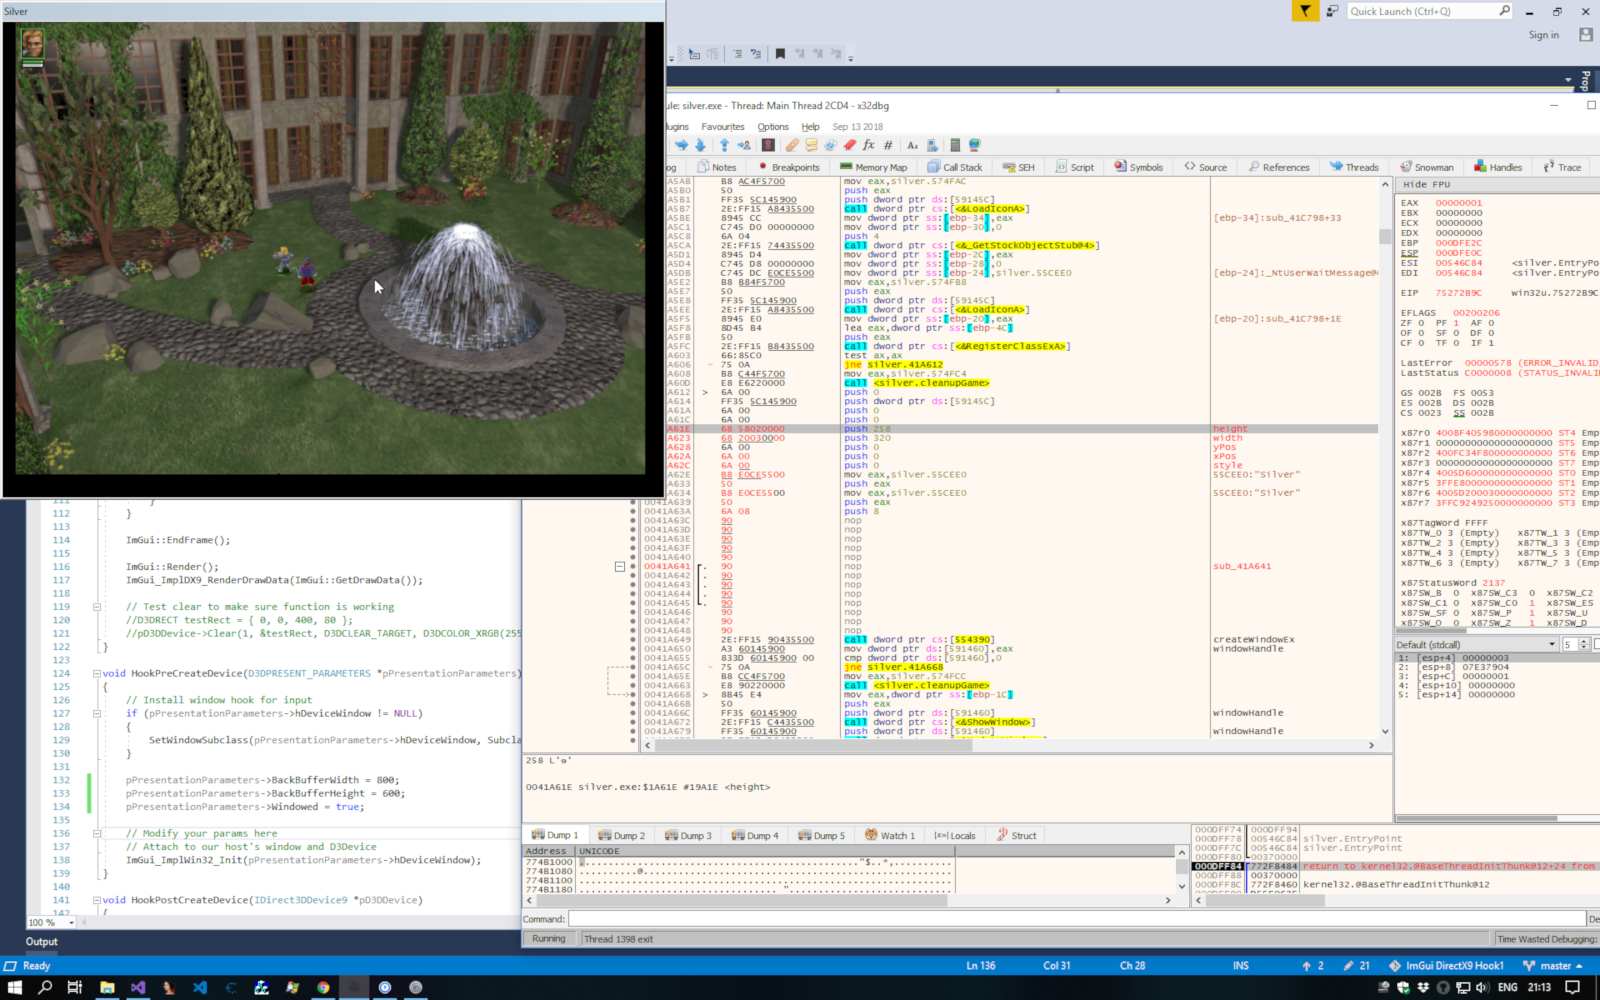 Silver
Quick Launch (Ctrl+Q)
Sign in
ule: silver.exe - Thread: Main Thread 2CD4 - x32dbg
lugins Favourites Options Help Sep 13 2018
og Notes Breakpoints Memory Map Call Stack SEH Script Symbols Source References Threads Snowman Handles Trace
A5AB B8 AC4F5700 mov eax,silver.574FAC
A5B0 50 push eax
A5B1 FF35 5C145900 push dword ptr ds:[59145C]
A5B7 2E:FF15 A8435500 call dword ptr cs:[<&LoadIconA>]
A5BE 8945 CC mov dword ptr ss:[ebp-34],eax [ebp-34]:sub_41C798+33
A5C1 C745 D0 00000000 mov dword ptr ss:[ebp-30],0
A5C8 6A 04 push 4
A5CA 2E:FF15 74435500 call dword ptr cs:[<&_GetStockObjectStub@4>]
A5D1 8945 D4 mov dword ptr ss:[ebp-2C],eax
A5D4 C745 D8 00000000 mov dword ptr ss:[ebp-28],0
A5DB C745 DC E0CE5500 mov dword ptr ss:[ebp-24],silver.55CEE0 [ebp-24]:_NtUserWaitMessage@
A5E2 B8 B84F5700 mov eax,silver.574FB8
A5E7 50 push eax
A5E8 FF35 5C145900 push dword ptr ds:[59145C]
A5EE 2E:FF15 A8435500 call dword ptr cs:[<&LoadIconA>]
A5F5 8945 E0 mov dword ptr ss:[ebp-20],eax [ebp-20]:sub_41C798+1E
A5F8 8D45 B4 lea eax,dword ptr ss:[ebp-4C]
A5FB 50 push eax
A5FC 2E:FF15 B8435500 call dword ptr cs:[<&RegisterClassExA>]
A603 66:85C0 test ax,ax
A606 75 0A jne silver.41A612
A608 B8 C44F5700 mov eax,silver.574FC4
A60D E8 E6220000 call <silver.cleanupGame>
A612 6A 00 push 0
A614 FF35 5C145900 push dword ptr ds:[59145C]
A61A 6A 00 push 0
A61C 6A 00 push 0
A61E 68 58020000 push 258 height
A623 68 20030000 push 320 width
A628 6A 00 push 0 yPos
A62A 6A 00 push 0 xPos
A62C 6A 00 push 0 style
A62E B8 E0CE5500 mov eax,silver.55CEE0 55CEE0:"Silver"
A633 50 push eax
A634 B8 E0CE5500 mov eax,silver.55CEE0 55CEE0:"Silver"
0041A639 50 push eax
0041A63A 6A 08 push 8
0041A63C 90 nop
0041A63D 90 nop
0041A63E 90 nop
0041A63F 90 nop
0041A640 90 nop
0041A641 90 nop sub_41A641
0041A642 90 nop
0041A643 90 nop
0041A644 90 nop
0041A645 90 nop
0041A646 90 nop
0041A647 90 nop
0041A648 90 nop
0041A649 2E:FF15 90435500 call dword ptr cs:[554390] createWindowEx
0041A650 A3 60145900 mov dword ptr ds:[591460],eax windowHandle
0041A655 833D 60145900 00 cmp dword ptr ds:[591460],0
0041A65C 75 0A jne silver.41A668
0041A65E B8 CC4F5700 mov eax,silver.574FCC
0041A663 E8 90220000 call <silver.cleanupGame>
0041A668 8B45 E4 mov eax,dword ptr ss:[ebp-1C]
0041A66B 50 push eax
0041A66C FF35 60145900 push dword ptr ds:[591460] windowHandle
0041A672 2E:FF15 C4435500 call dword ptr cs:[<&ShowWindow>]
0041A679 FF35 60145900 push dword ptr ds:[591460] windowHandle
Hide FPU
EAX 00000001
EBX 00000000
ECX 00000000
EDX 00000000
EBP 000DFE2C
ESP 000DFE0C
ESI 00546C84 <silver.EntryPo
EDI 00546C84 <silver.EntryPo
EIP 75272B9C win32u.75272B9C
EFLAGS 00200206
ZF 0 PF 1 AF 0
OF 0 SF 0 DF 0
CF 0 TF 0 IF 1
LastError 00000578 (ERROR_INVALID_
LastStatus C0000008 (STATUS_INVALI
GS 002B FS 0053
ES 002B DS 002B
CS 0023 SS 002B
x87r0 4008F405980000000000 ST4 Emp
x87r1 00000000000000000000 ST5 Emp
x87r2 400FC34F800000000000 ST6 Emp
x87r3 00000000000000000000 ST7 Emp
x87r4 4005D600000000000000 ST0 Emp
x87r5 3FFE8000000000000000 ST1 Emp
x87r6 4005D200030000000000 ST2 Emp
x87r7 3FFC9249250000000000 ST3 Emp
x87TagWord FFFF
x87TW_0 3 (Empty) x87TW_1 3 (Em
x87TW_2 3 (Empty) x87TW_3 3 (Em
x87TW_4 3 (Empty) x87TW_5 3 (Em
x87TW_6 3 (Empty) x87TW_7 3 (Em
x87StatusWord 2137
x87SW_B 0 x87SW_C3 0 x87SW_C2
x87SW_C1 0 x87SW_C0 1 x87SW_ES
x87SW_SF 0 x87SW_P 1 x87SW_U
x87SW_O 0 x87SW_Z 1 x87SW_D
Default (stdcall) 5
1: [esp+4] 00000003
2: [esp+8] 07E37904
3: [esp+C] 00000001
4: [esp+10] 00000000
5: [esp+14] 00000000
112 }
113
114 ImGui::EndFrame();
115
116 ImGui::Render();
117 ImGui_ImplDX9_RenderDrawData(ImGui::GetDrawData());
118
119 // Test clear to make sure function is working
120 //D3DRECT testRect = { 0, 0, 400, 80 };
121 //pD3DDevice->Clear(1, &testRect, D3DCLEAR_TARGET, D3DCOLOR_XRGB(255
122 }
123
124 void HookPreCreateDevice(D3DPRESENT_PARAMETERS *pPresentationParameters)
125 {
126 // Install window hook for input
127 if (pPresentationParameters->hDeviceWindow != NULL)
128 {
129 SetWindowSubclass(pPresentationParameters->hDeviceWindow, Subcla
130 }
131
132 pPresentationParameters->BackBufferWidth = 800;
133 pPresentationParameters->BackBufferHeight = 600;
134 pPresentationParameters->Windowed = true;
135
136 // Modify your params here
137 // Attach to our host's window and D3Device
138 ImGui_ImplWin32_Init(pPresentationParameters->hDeviceWindow);
139 }
140
141 void HookPostCreateDevice(IDirect3DDevice9 *pD3DDevice)
142 {
100 %
0041A61E silver.exe:$1A61E #19A1E <height>
Dump 1 Dump 2 Dump 3 Dump 4 Dump 5 Watch 1 Locals Struct
Address UNICODE
774B1000
774B1080
774B1100
774B1180
000DFF74 000DFF94
000DFF78 00546C84 silver.EntryPoint
000DFF7C 00546C84 silver.EntryPoint
000DFF80 00370000
000DFF84 772F8484 return to kernel32.@BaseThreadInitThunk@12+24 from
000DFF88 00370000
000DFF8C 772F8460 kernel32.@BaseThreadInitThunk@12
Command:
Running Thread 1398 exit Time Wasted Debugging:
Output
Ready Ln 136 Col 31 Ch 28 INS 2 21 ImGui DirectX9 Hook1 master
ENG 21:13